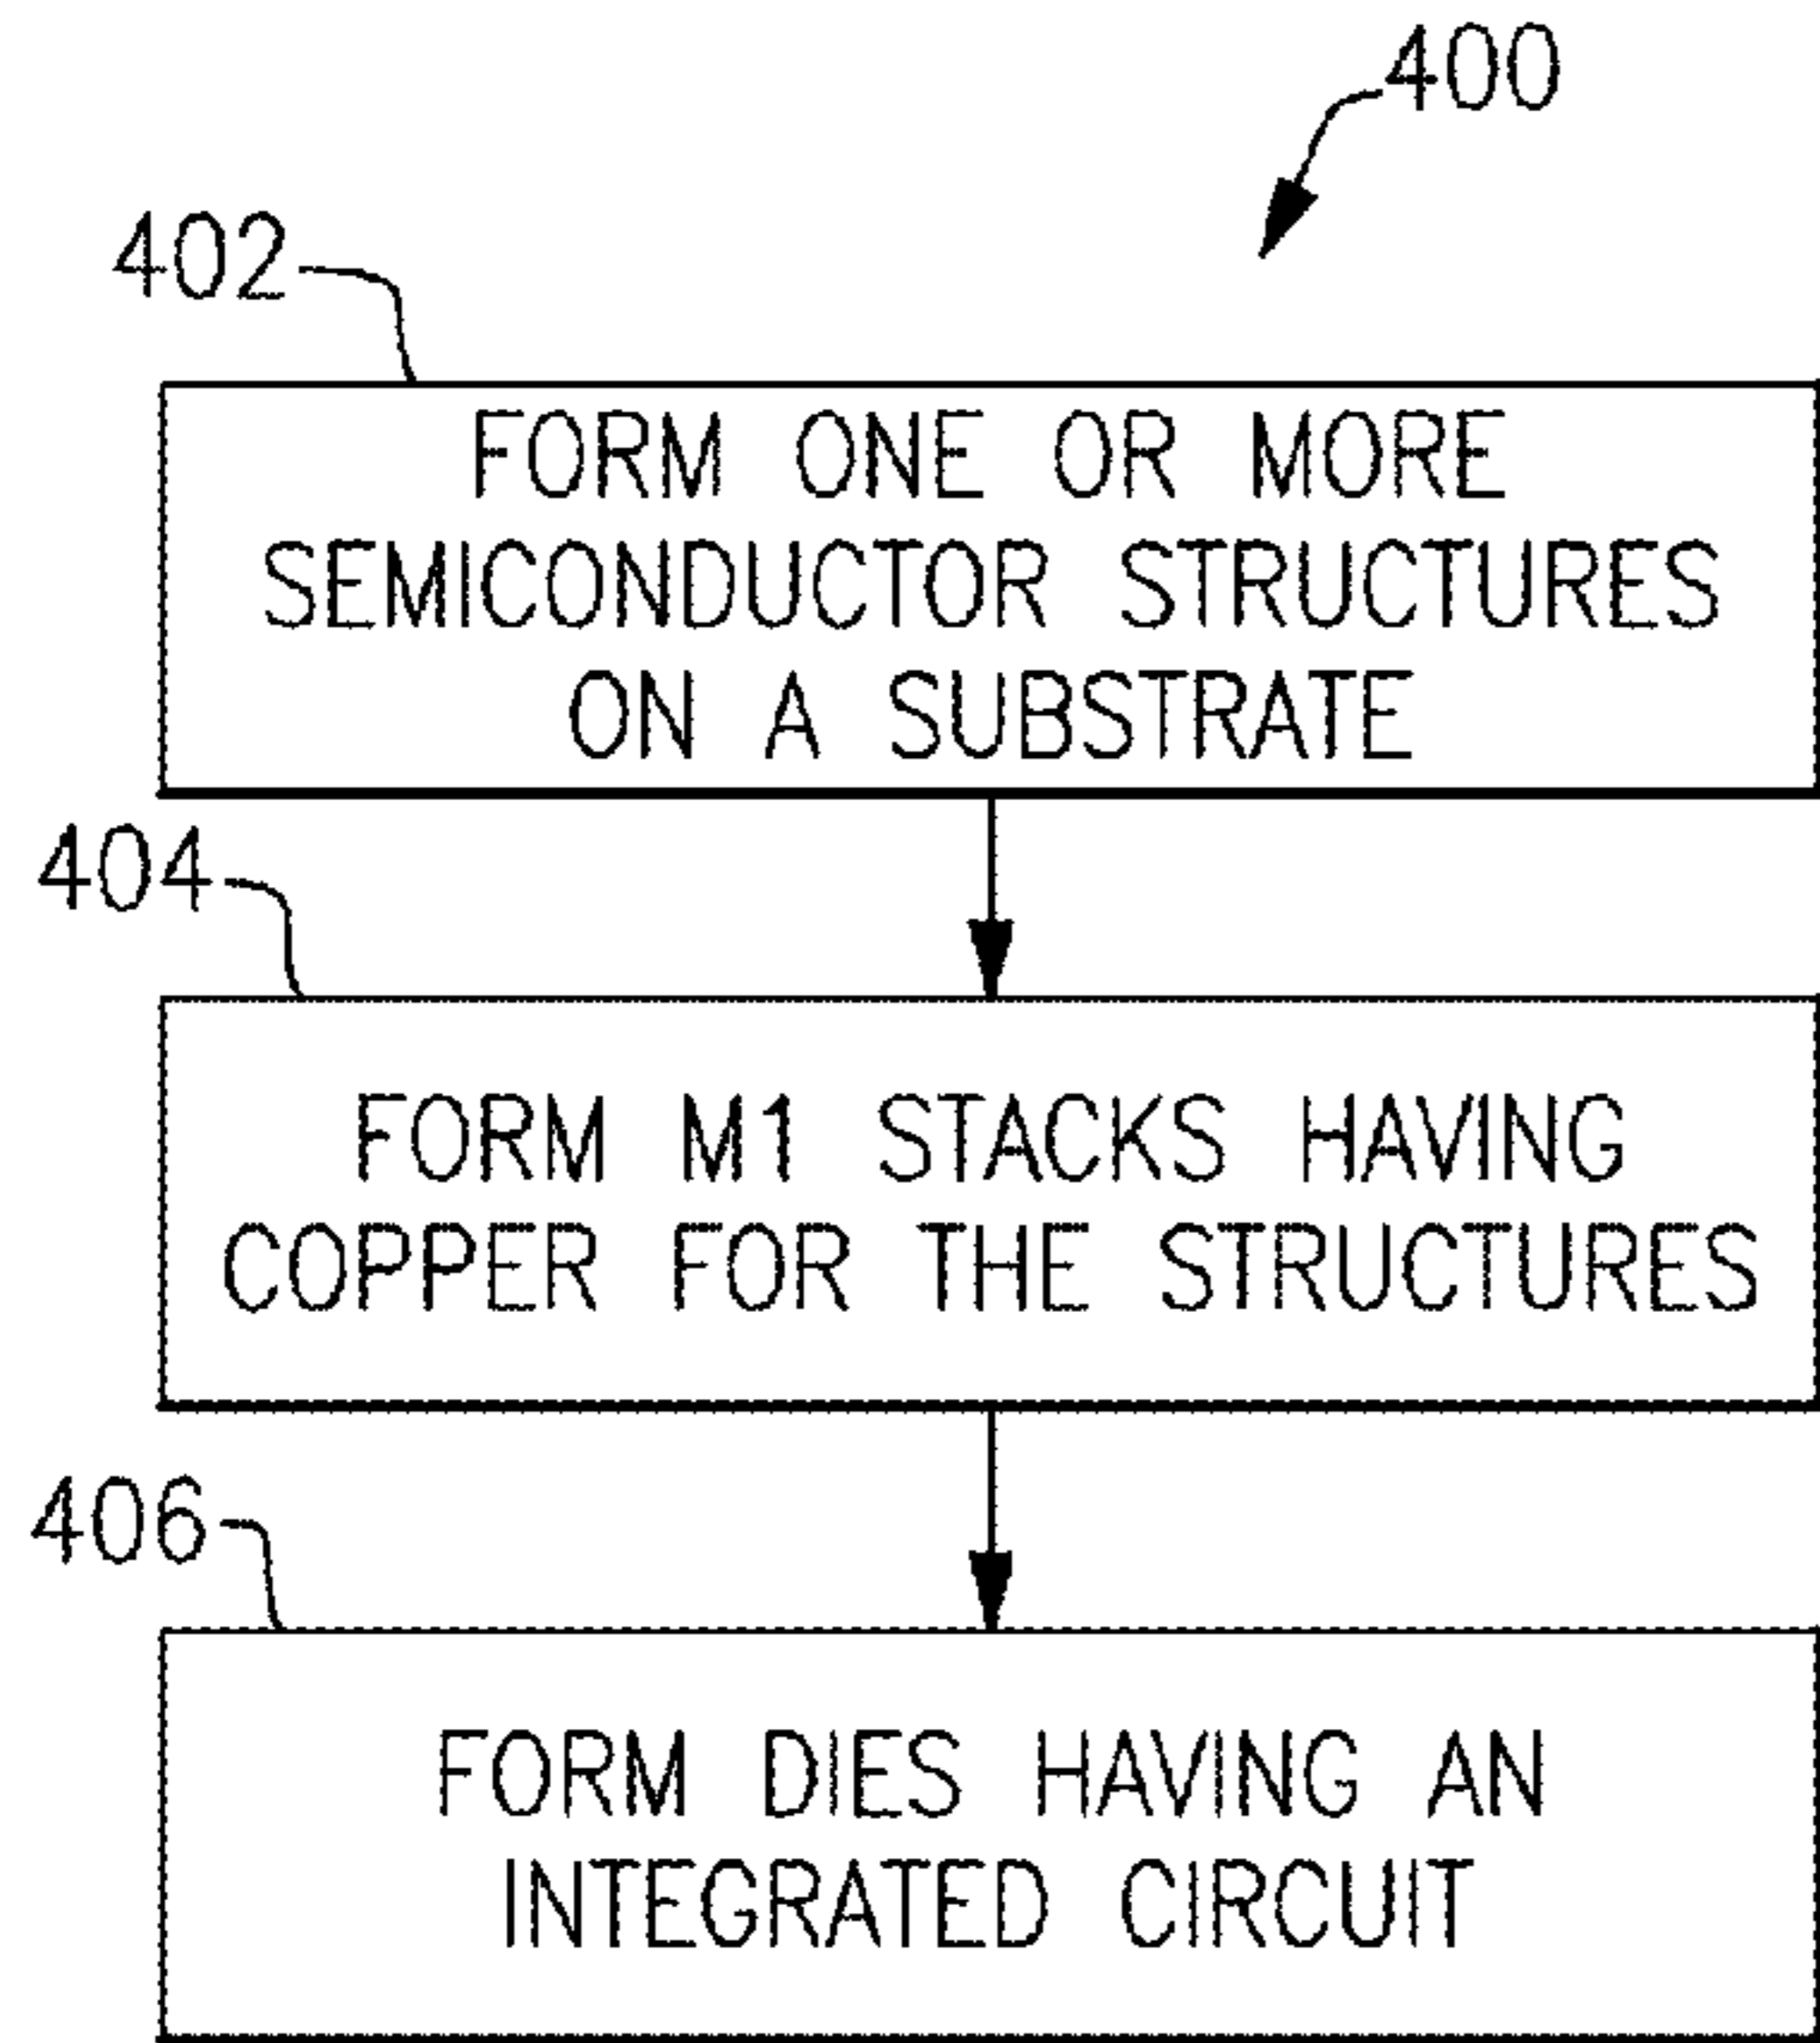 400
402
FORM ONE OR MORE
SEMICONDUCTOR STRUCTURES
ON A SUBSTRATE
404
FORM M1 STACKS HAVING
COPPER FOR THE STRUCTURES
406
FORM DIES HAVING AN
INTEGRATED CIRCUIT